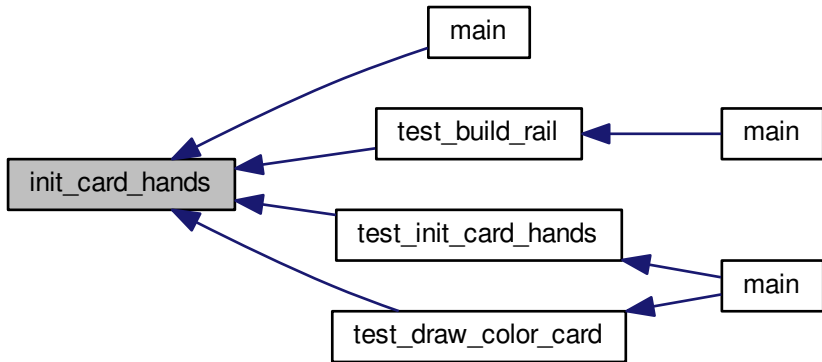 main
test_build_rail
main
init_card_hands
test_init_card_hands
main
test_draw_color_card